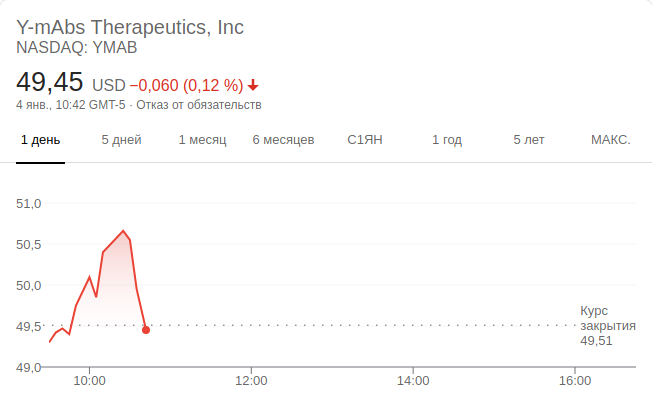 Y-mAbs Therapeutics, Inc
NASDAQ: YMAB
49,45 USD −0,060 (0,12 %)
4 янв., 10:42 GMT-5 · Отказ от обязательств
1 день 5 дней 1 месяц 6 месяцев С1ЯН 1 год 5 лет МАКС.
51,0
50,5
50,0
49,5
49,0
Курс
закрытия
49,51
10:00 12:00 14:00 16:00